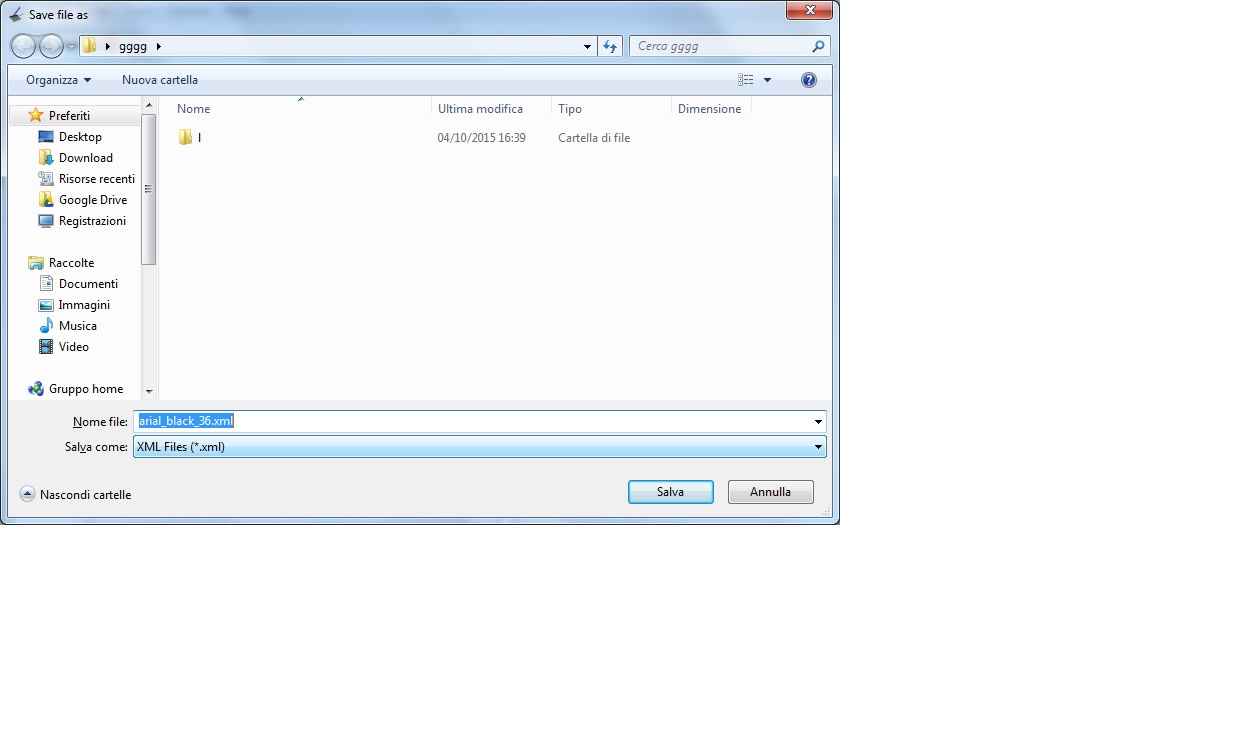 Save file as
gggg
Cerca gggg
Organizza
Nuova cartella
Nome
Ultima modifica
Tipo
Dimensione
Preferiti
Desktop
Download
Risorse recenti
Google Drive
Registrazioni
Raccolte
Documenti
Immagini
Musica
Video
Gruppo home
l 04/10/2015 16:39 Cartella di file
Nome file: arial_black_36.xml
Salva come: XML Files (*.xml)
Nascondi cartelle
Salva
Annulla